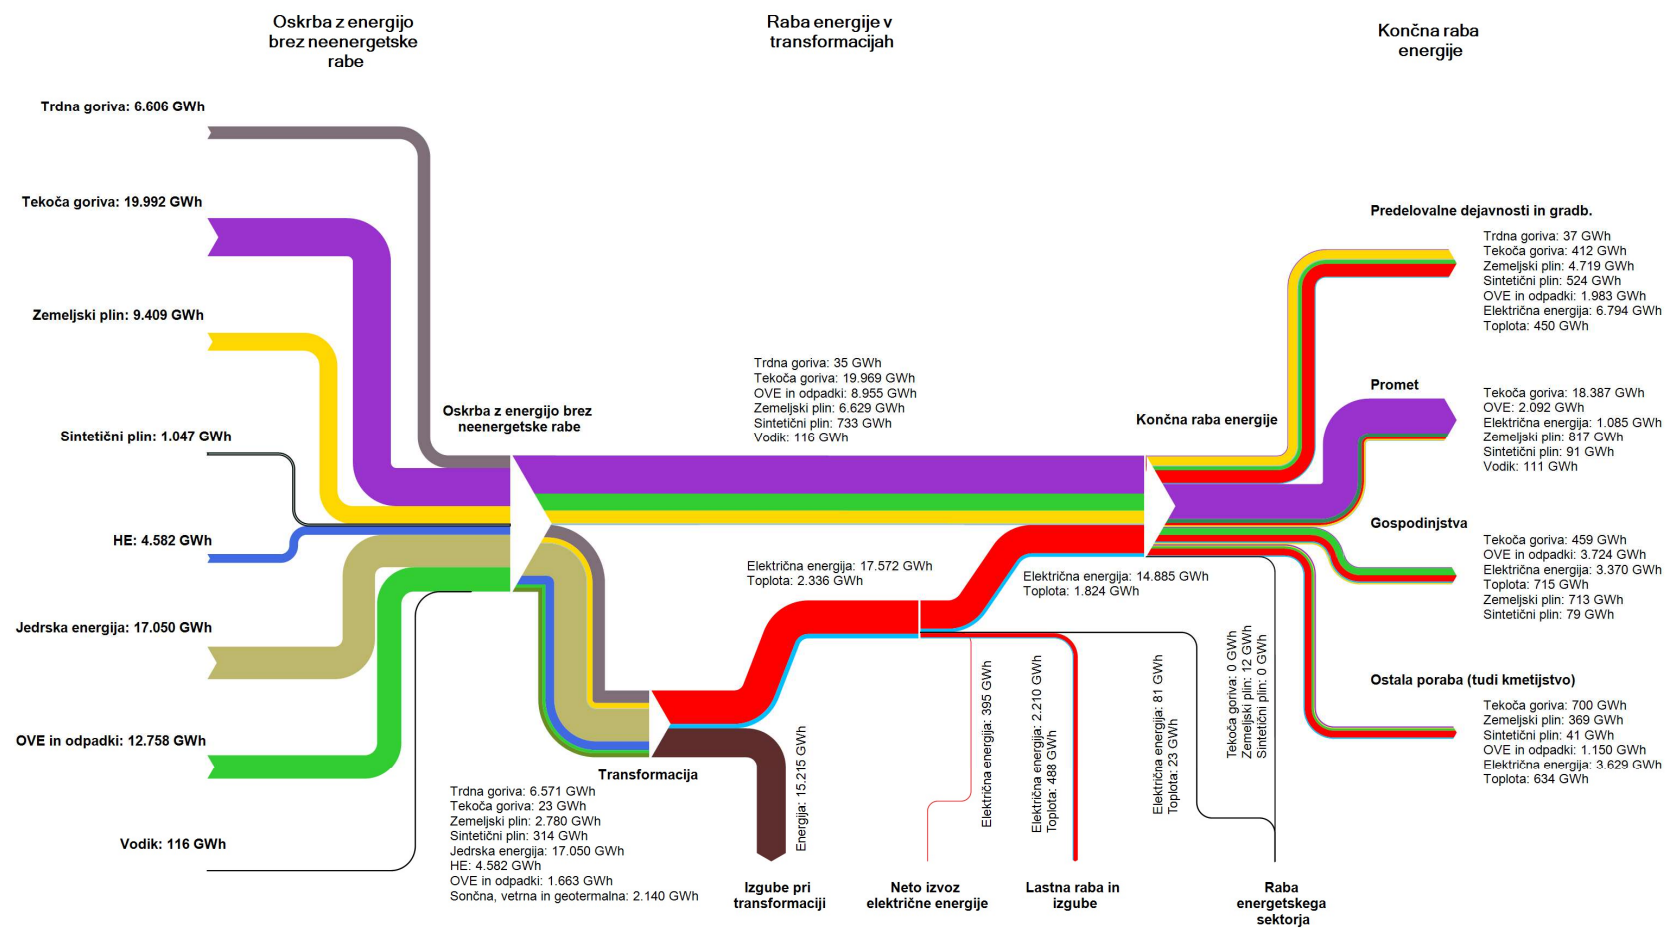 Oskrba z energijo
brez neenergetske
rabe
Raba energije v
transformacijah
Končna raba
energije
Trdna goriva: 6.606 GWh
Tekoča goriva: 19.992 GWh
Zemeljski plin: 9.409 GWh
Sintetični plin: 1.047 GWh
HE: 4.582 GWh
Jedrska energija: 17.050 GWh
OVE in odpadki: 12.758 GWh
Vodik: 116 GWh
Oskrba z energijo brez
neenergetske rabe
Trdna goriva: 35 GWh
Tekoča goriva: 19.969 GWh
OVE in odpadki: 8.955 GWh
Zemeljski plin: 6.629 GWh
Sintetični plin: 733 GWh
Vodik: 116 GWh
Transformacija
Trdna goriva: 6.571 GWh
Tekoča goriva: 23 GWh
Zemeljski plin: 2.780 GWh
Sintetični plin: 314 GWh
Jedrska energija: 17.050 GWh
HE: 4.582 GWh
OVE in odpadki: 1.663 GWh
Sončna, vetrna in geotermalna: 2.140 GWh
Električna energija: 17.572 GWh
Toplota: 2.336 GWh
Električna energija: 14.885 GWh
Toplota: 1.824 GWh
Energija: 15.215 GWh
Izgube pri
transformaciji
Električna energija: 395 GWh
Neto izvoz
električne energije
Električna energija: 2.210 GWh
Toplota: 488 GWh
Lastna raba in
izgube
Električna energija: 81 GWh
Toplota: 23 GWh
Tekoča goriva: 0 GWh
Zemeljski plin: 12 GWh
Sintetični plin: 0 GWh
Raba
energetskega
sektorja
Končna raba energije
Predelovalne dejavnosti in gradb.
Trdna goriva: 37 GWh
Tekoča goriva: 412 GWh
Zemeljski plin: 4.719 GWh
Sintetični plin: 524 GWh
OVE in odpadki: 1.983 GWh
Električna energija: 6.794 GWh
Toplota: 450 GWh
Promet
Tekoča goriva: 18.387 GWh
OVE: 2.092 GWh
Električna energija: 1.085 GWh
Zemeljski plin: 817 GWh
Sintetični plin: 91 GWh
Vodik: 111 GWh
Gospodinjstva
Tekoča goriva: 459 GWh
OVE in odpadki: 3.724 GWh
Električna energija: 3.370 GWh
Toplota: 715 GWh
Zemeljski plin: 713 GWh
Sintetični plin: 79 GWh
Ostala poraba (tudi kmetijstvo)
Tekoča goriva: 700 GWh
Zemeljski plin: 369 GWh
Sintetični plin: 41 GWh
OVE in odpadki: 1.150 GWh
Električna energija: 3.629 GWh
Toplota: 634 GWh